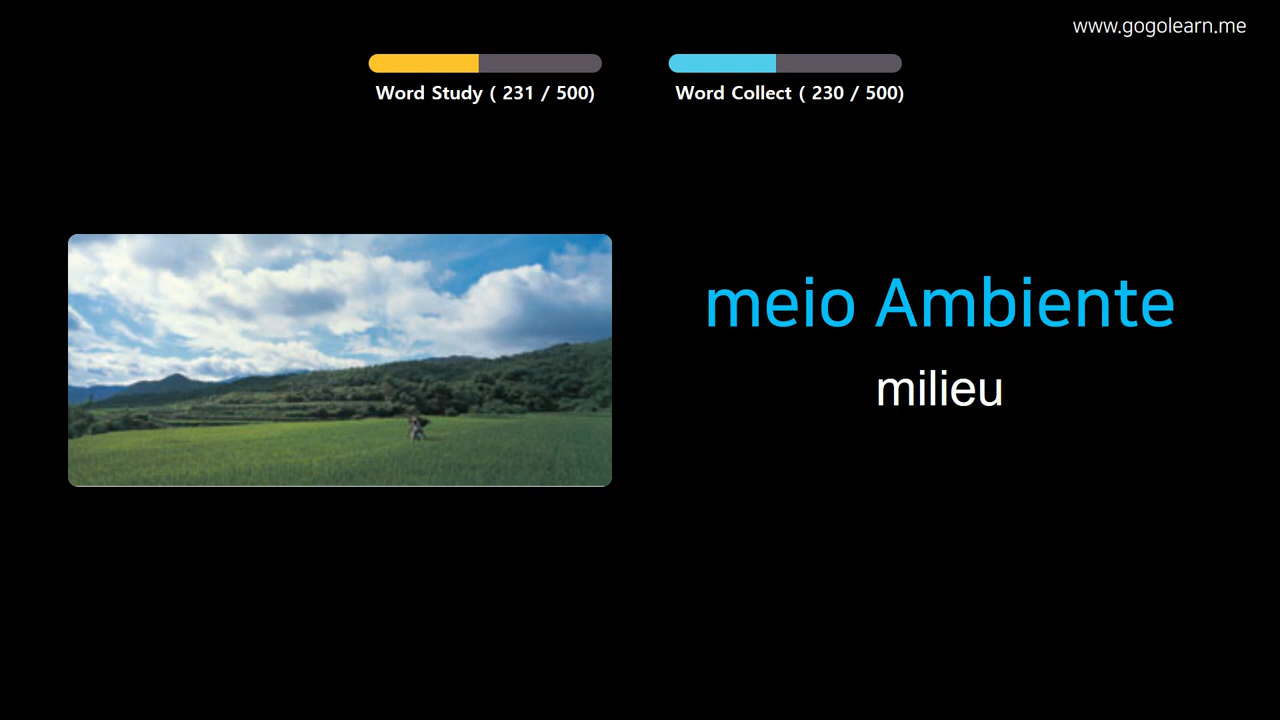 www.gogolearn.me
Word Study ( 231 / 500)
Word Collect ( 230 / 500)
meio Ambiente
milieu